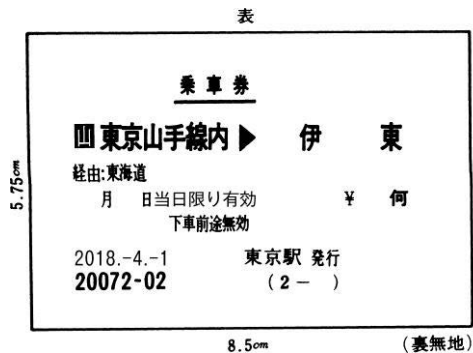 表
乗車券
凹東京山手線内▶ 伊東
経由:東海道
月 日当日限り有効 ¥ 何
下車前途無効
2018.-4.-1 東京駅 発行
20072-02 (2- )
5.75cm
8.5cm (裏無地)